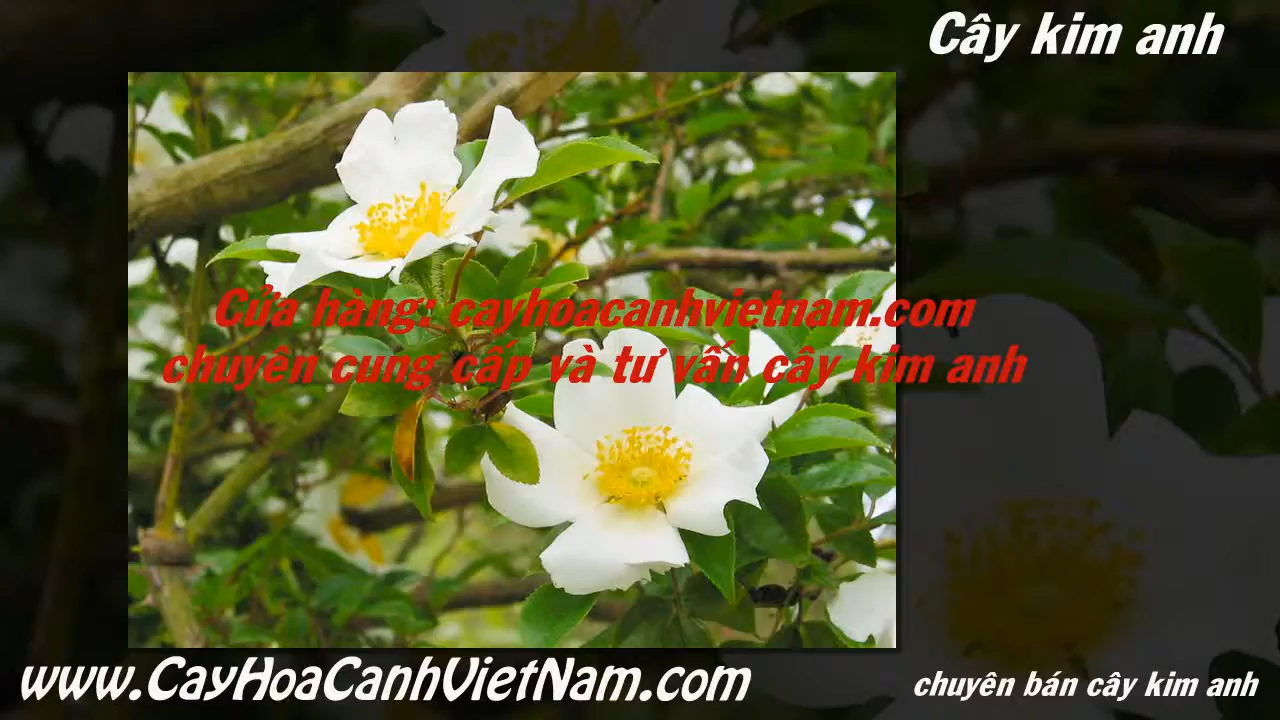 Cây kim anh
Cửa hàng: cayhoacanhvietnam.com
chuyên cung cấp và tư vấn cây kim anh
www.CayHoaCanhVietNam.com
chuyên bán cây kim anh